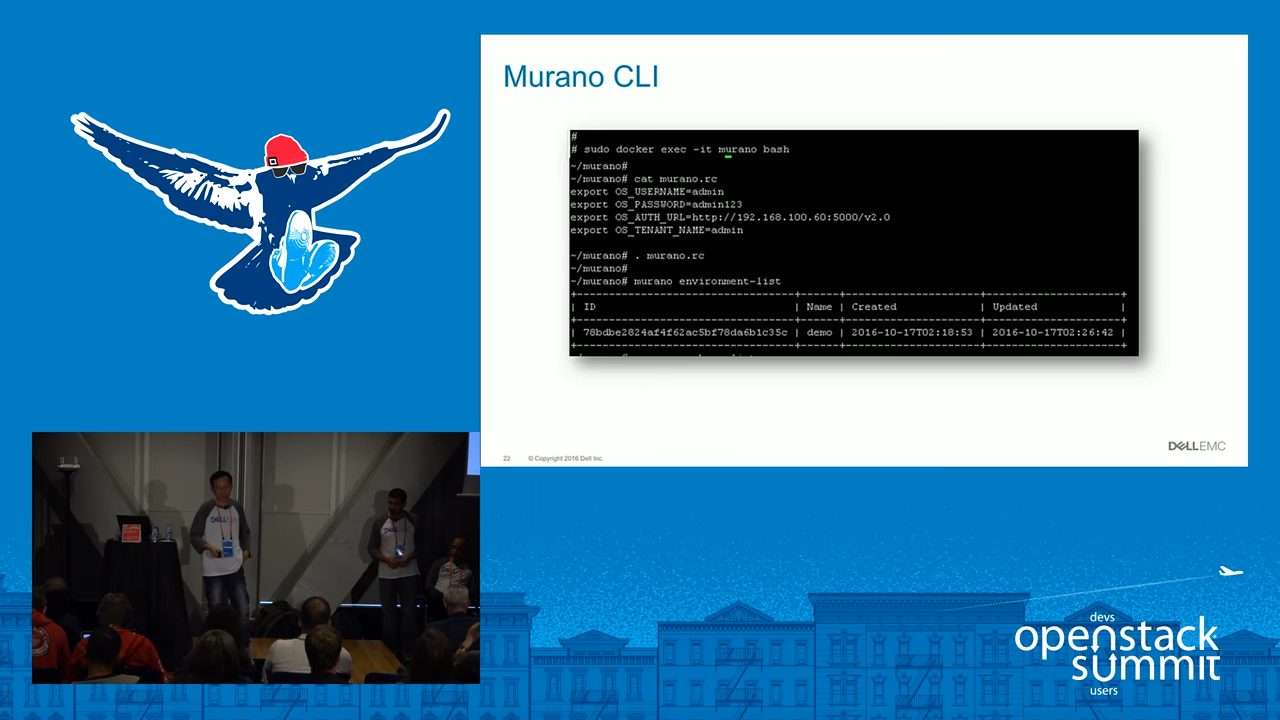 Murano CLI
#
# sudo docker exec -it murano bash
~/murano#
~/murano# cat murano.rc
export OS_USERNAME=admin
export OS_PASSWORD=admin123
export OS_AUTH_URL=http://192.168.100.60:5000/v2.0
export OS_TENANT_NAME=admin
~/murano# . murano.rc
~/murano#
~/murano# murano environment-list
| ID | Name | Created | Updated |
| 78bdbe2824af4f62ac5bf78da6b1c35c | demo | 2016-10-17T02:18:53 | 2016-10-17T02:26:42 |
22 © Copyright 2016 Dell Inc.
DELLEMC
DELLEMC
devs
openstack
summit
users